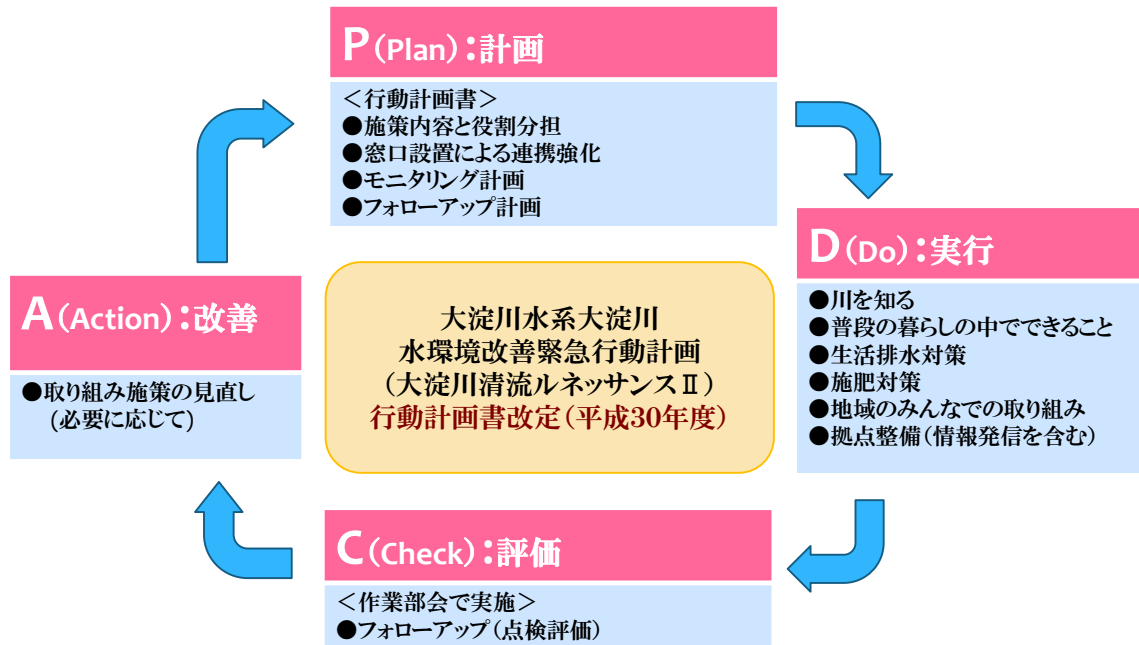 P(Plan):計画
<行動計画書>
●施策内容と役割分担
●窓口設置による連携強化
●モニタリング計画
●フォローアップ計画
D(Do):実行
●川を知る
●普段の暮らしの中でできること
●生活排水対策
●施肥対策
●地域のみんなでの取り組み
●拠点整備(情報発信を含む)
A(Action):改善
●取り組み施策の見直し
(必要に応じて)
大淀川水系大淀川
水環境改善緊急行動計画
(大淀川清流ルネッサンスⅡ)
行動計画書改定(平成30年度)
C(Check):評価
<作業部会で実施>
●フォローアップ(点検評価)